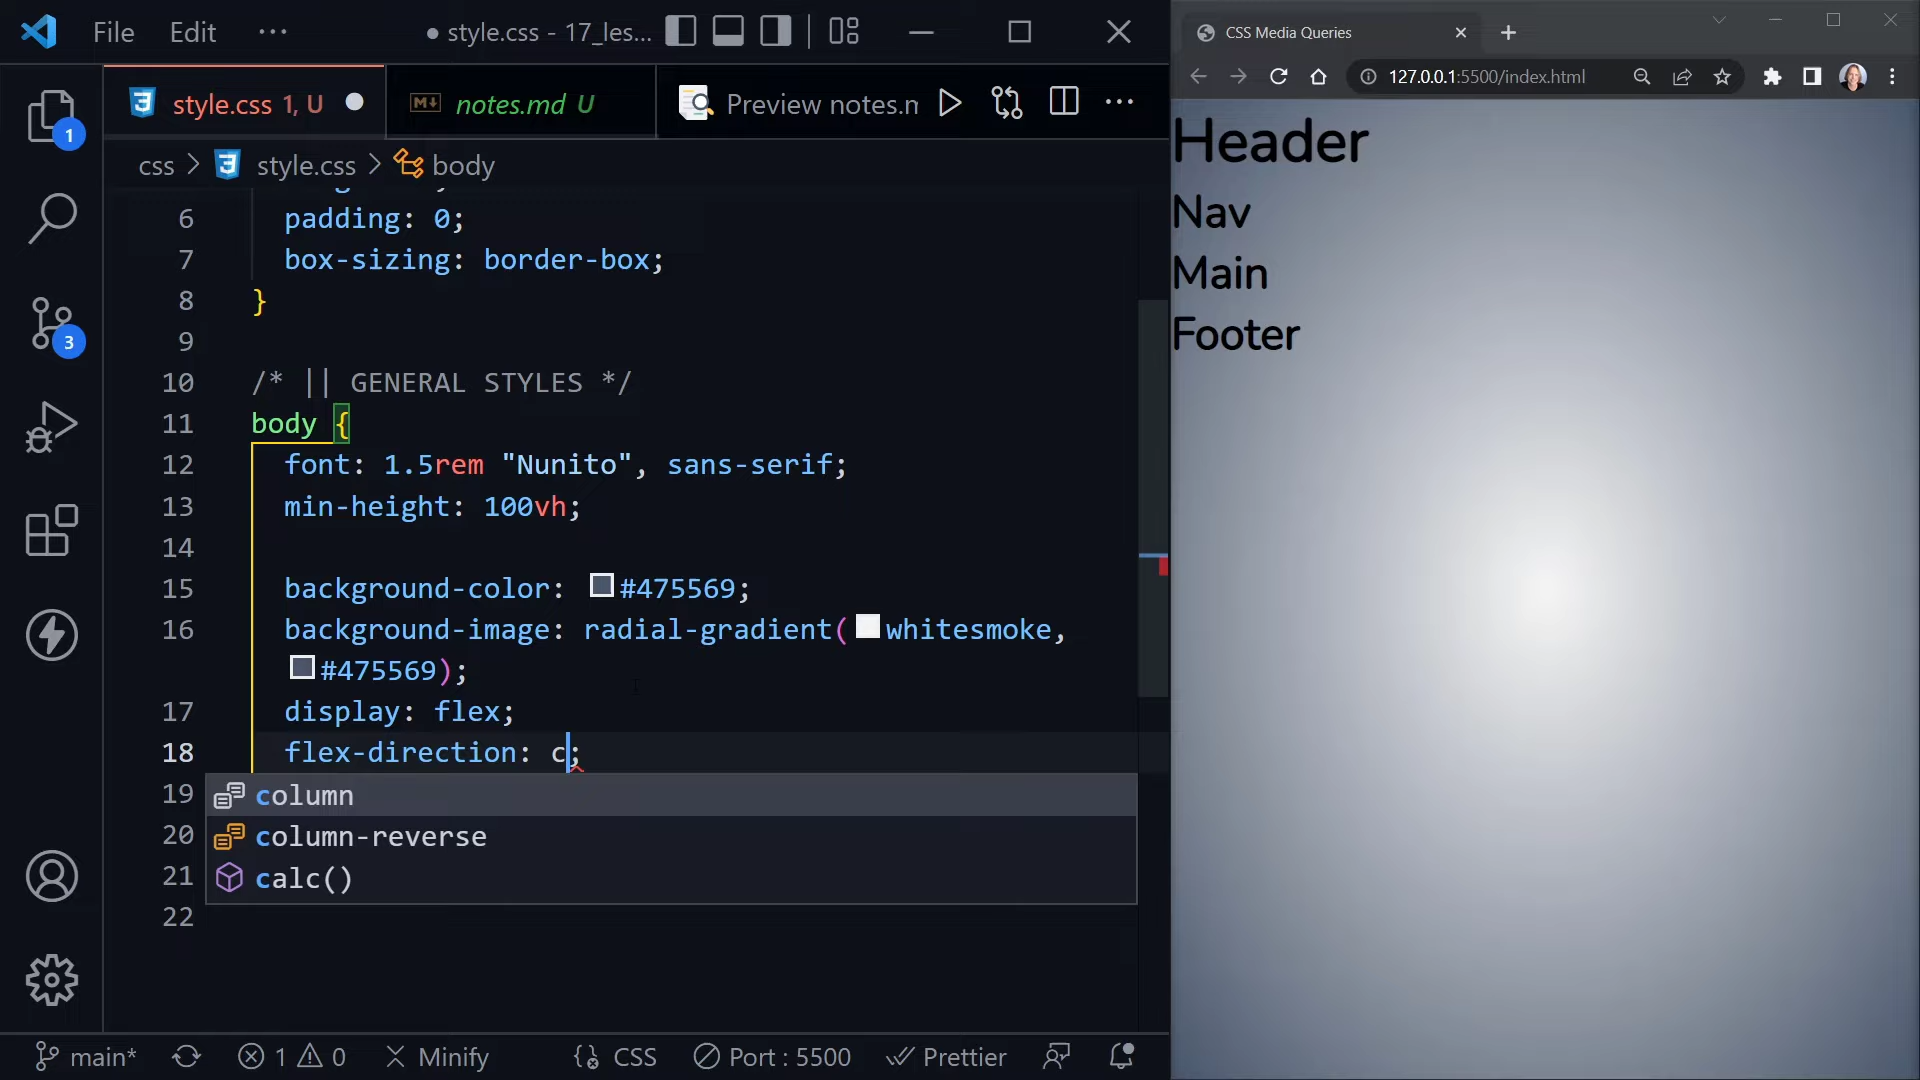 File Edit ··· ● style.css - 17_les...
style.css 1, U ● notes.md U Preview notes.n ···
css > style.css > body
6 padding: 0;
7 box-sizing: border-box;
8 }
9
10 /* || GENERAL STYLES */
11 body {
12 font: 1.5rem "Nunito", sans-serif;
13 min-height: 100vh;
14
15 background-color: #475569;
16 background-image: radial-gradient(whitesmoke,
#475569);
17 display: flex;
18 flex-direction: c;
19 column
20 column-reverse
21 calc()
22
1
3
main* 1 0 Minify CSS Port : 5500 Prettier
CSS Media Queries
127.0.0.1:5500/index.html
Header
Nav
Main
Footer